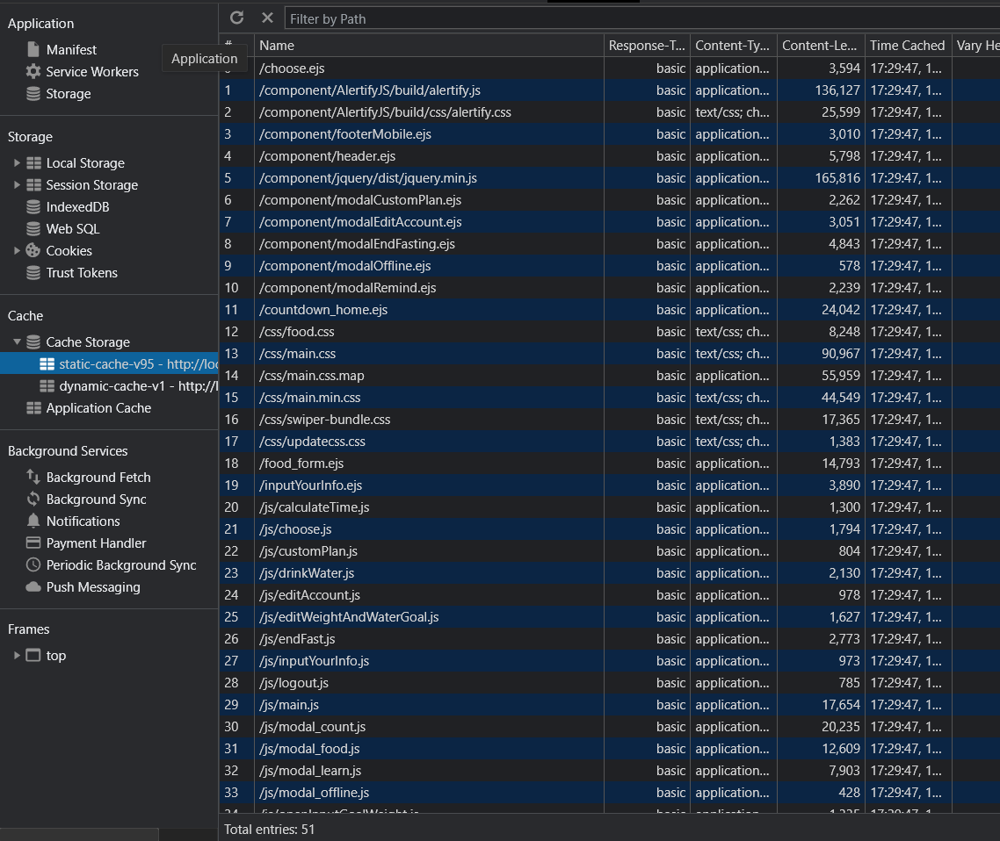 Application
Manifest
Service Workers
Storage
Application
Storage
Local Storage
Session Storage
IndexedDB
Web SQL
Cookies
Trust Tokens
Cache
Cache Storage
static-cache-v95 - http://loc
dynamic-cache-v1 - http://l
Application Cache
Background Services
Background Fetch
Background Sync
Notifications
Payment Handler
Periodic Background Sync
Push Messaging
Frames
top
Filter by Path
# Name Response-T... Content-Ty... Content-Le... Time Cached Vary He
0 /choose.ejs basic application... 3,594 17:29:47, 1...
1 /component/AlertifyJS/build/alertify.js basic application... 136,127 17:29:47, 1...
2 /component/AlertifyJS/build/css/alertify.css basic text/css; ch... 25,599 17:29:47, 1...
3 /component/footerMobile.ejs basic application... 3,010 17:29:47, 1...
4 /component/header.ejs basic application... 5,798 17:29:47, 1...
5 /component/jquery/dist/jquery.min.js basic application... 165,816 17:29:47, 1...
6 /component/modalCustomPlan.ejs basic application... 2,262 17:29:47, 1...
7 /component/modalEditAccount.ejs basic application... 3,051 17:29:47, 1...
8 /component/modalEndFasting.ejs basic application... 4,843 17:29:47, 1...
9 /component/modalOffline.ejs basic application... 578 17:29:47, 1...
10 /component/modalRemind.ejs basic application... 2,239 17:29:47, 1...
11 /countdown_home.ejs basic application... 24,042 17:29:47, 1...
12 /css/food.css basic text/css; ch... 8,248 17:29:47, 1...
13 /css/main.css basic text/css; ch... 90,967 17:29:47, 1...
14 /css/main.css.map basic application... 55,959 17:29:47, 1...
15 /css/main.min.css basic text/css; ch... 44,549 17:29:47, 1...
16 /css/swiper-bundle.css basic text/css; ch... 17,365 17:29:47, 1...
17 /css/updatecss.css basic text/css; ch... 1,383 17:29:47, 1...
18 /food_form.ejs basic application... 14,793 17:29:47, 1...
19 /inputYourInfo.ejs basic application... 3,890 17:29:47, 1...
20 /js/calculateTime.js basic application... 1,300 17:29:47, 1...
21 /js/choose.js basic application... 1,794 17:29:47, 1...
22 /js/customPlan.js basic application... 804 17:29:47, 1...
23 /js/drinkWater.js basic application... 2,130 17:29:47, 1...
24 /js/editAccount.js basic application... 978 17:29:47, 1...
25 /js/editWeightAndWaterGoal.js basic application... 1,627 17:29:47, 1...
26 /js/endFast.js basic application... 2,773 17:29:47, 1...
27 /js/inputYourInfo.js basic application... 973 17:29:47, 1...
28 /js/logout.js basic application... 785 17:29:47, 1...
29 /js/main.js basic application... 17,654 17:29:47, 1...
30 /js/modal_count.js basic application... 20,235 17:29:47, 1...
31 /js/modal_food.js basic application... 12,609 17:29:47, 1...
32 /js/modal_learn.js basic application... 7,903 17:29:47, 1...
33 /js/modal_offline.js basic application... 428 17:29:47, 1...
Total entries: 51